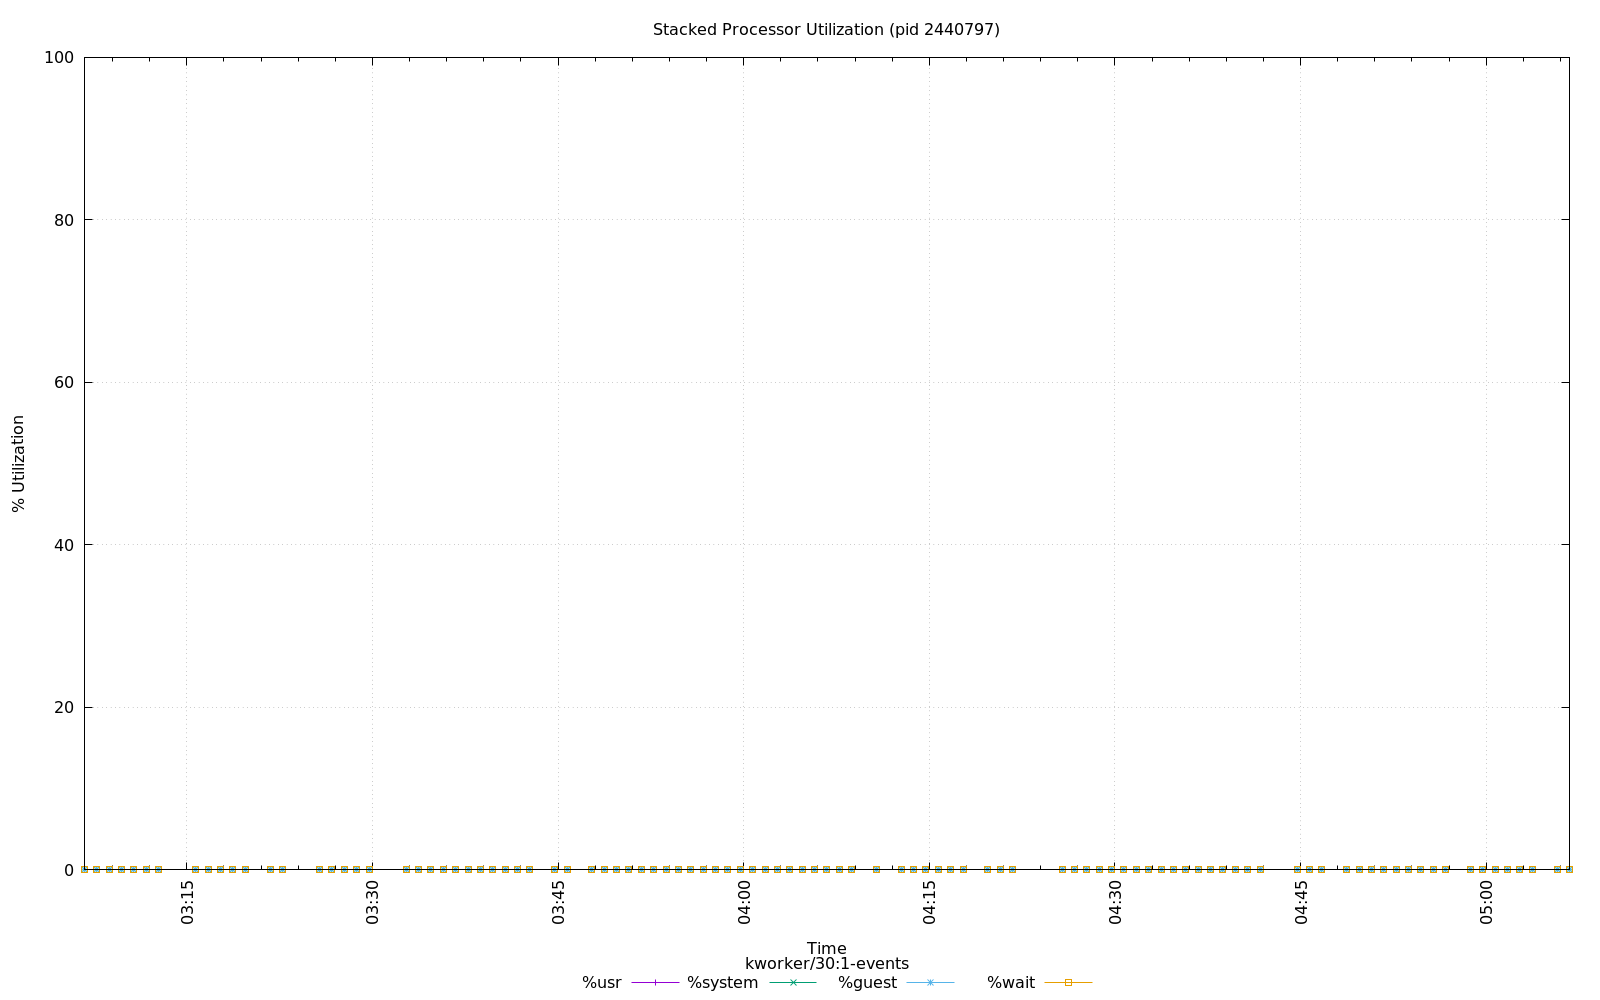 Stacked Processor Utilization (pid 2440797)
100
80
60
40
20
0
% Utilization
03:15
03:30
03:45
04:00
04:15
04:30
04:45
05:00
Time
kworker/30:1-events
%usr %system %guest %wait